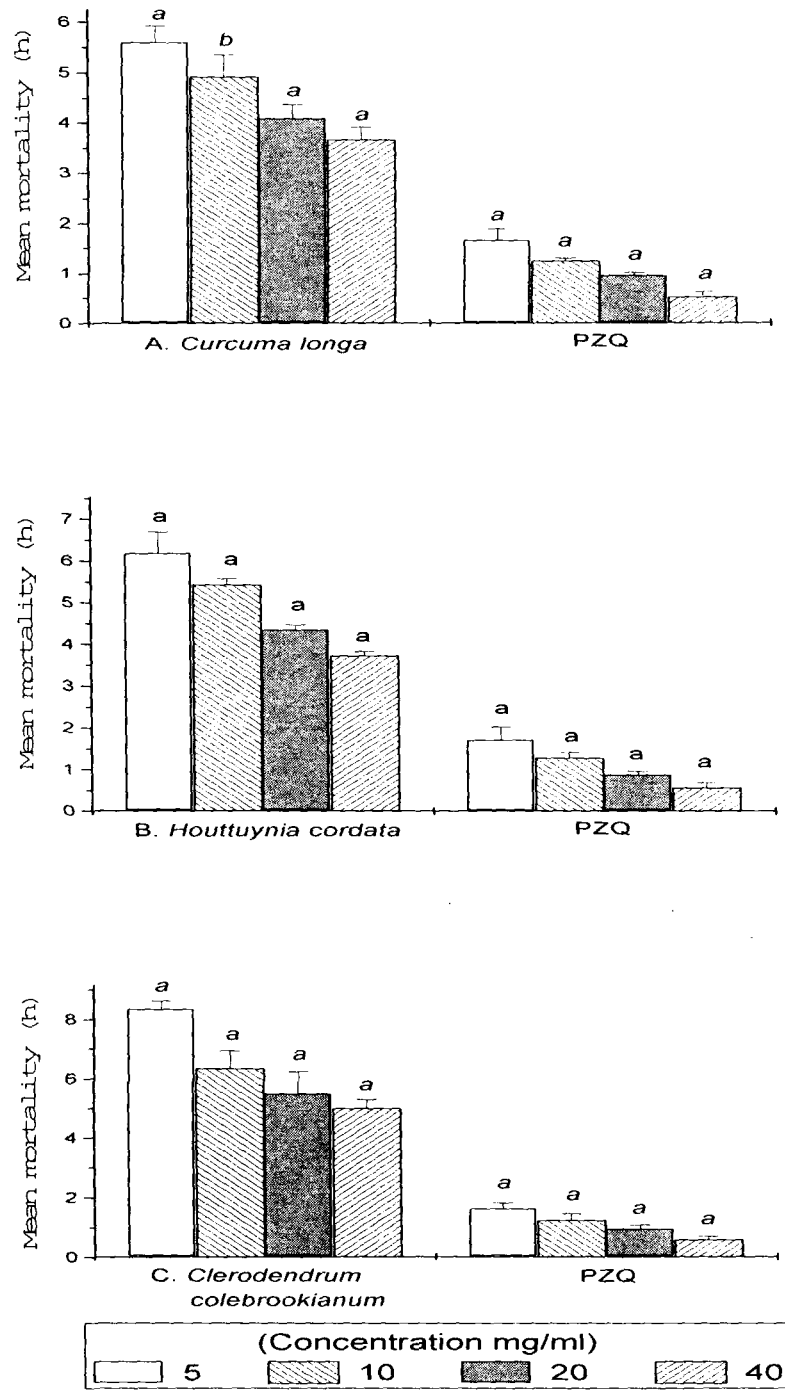 a
6
b
5
a
a
4
3
a
2
a
a
1
a
0
Mean mortality (h)
A. Curcuma longa PZQ
7
a
6
a
5
a
4
a
3
a
2
a
a
1
a
0
Mean mortality (h)
B. Houttuynia cordata PZQ
a
8
a
6
a
a
4
a
2
a
a
a
0
Mean mortality (h)
C. Clerodendrum PZQ
colebrookianum
(Concentration mg/ml)
5 10 20 40